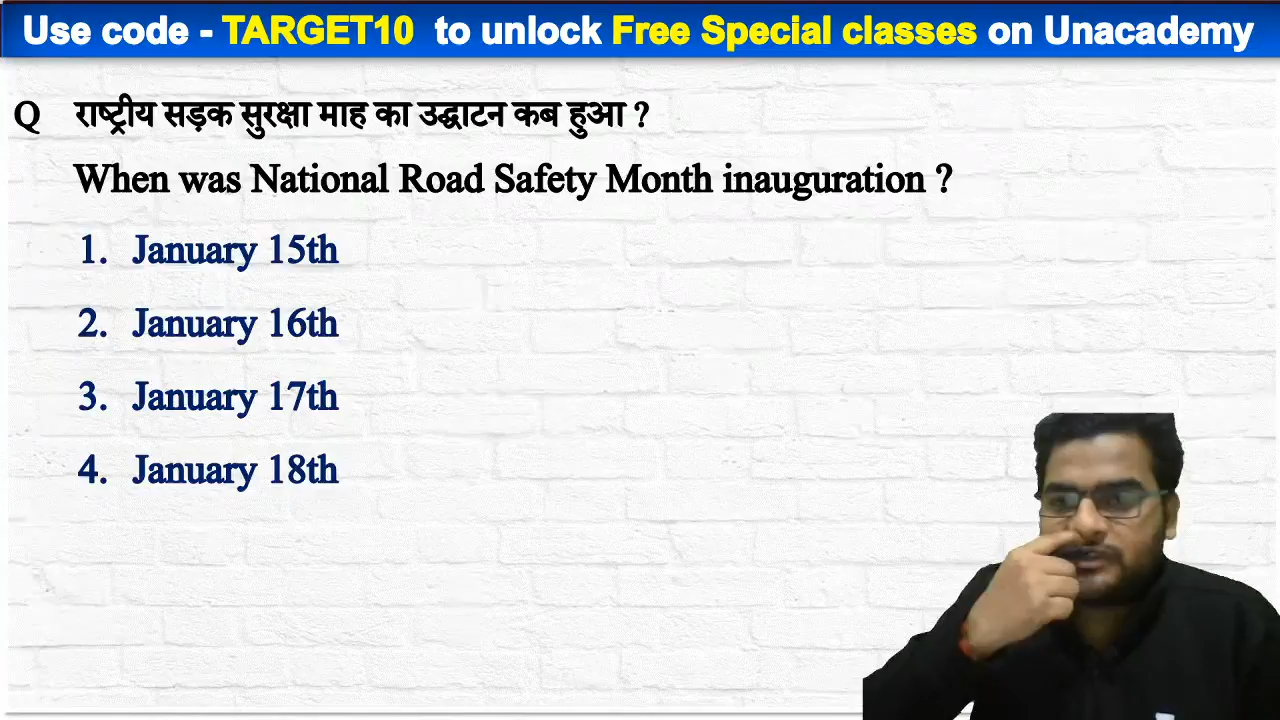 Use code - TARGET10 to unlock Free Special classes on Unacademy
Q राष्ट्रीय सड़क सुरक्षा माह का उद्घाटन कब हुआ ?
When was National Road Safety Month inauguration ?
1. January 15th
2. January 16th
3. January 17th
4. January 18th